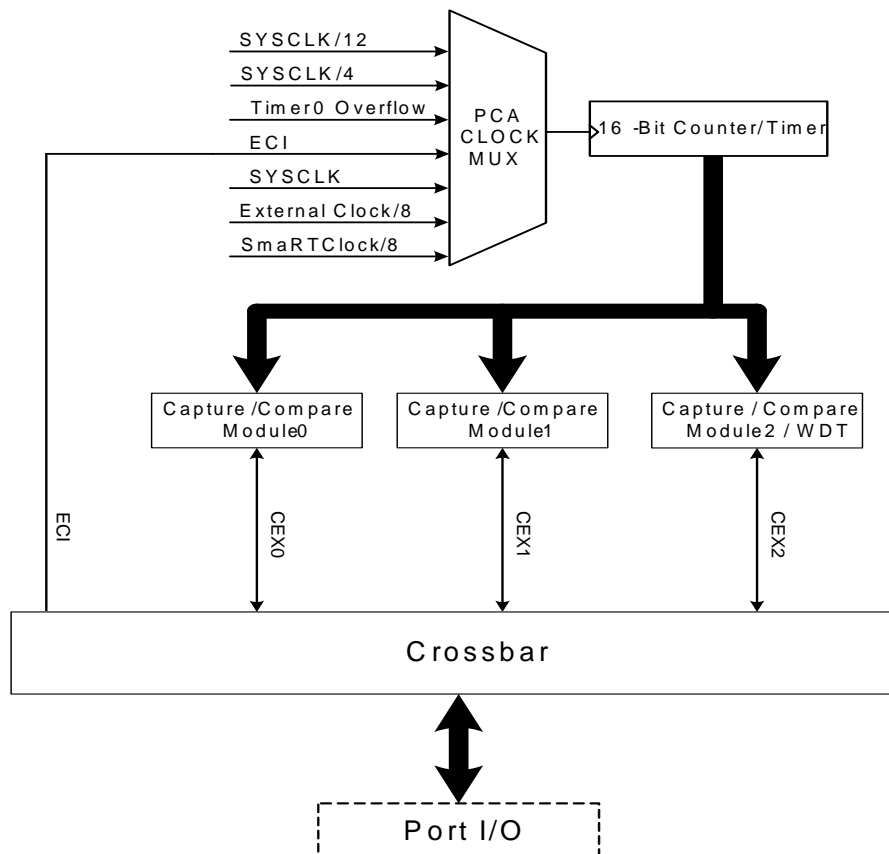 SYSCLK/12
SYSCLK/4
Timer0 Overflow
ECI
SYSCLK
External Clock/8
SmaRTClock/8
PCA
CLOCK
MUX
16 -Bit Counter/Timer
Capture /Compare
Module0
Capture /Compare
Module1
Capture / Compare
Module2 / WDT
ECI
CEX0
CEX1
CEX2
Crossbar
Port I/O